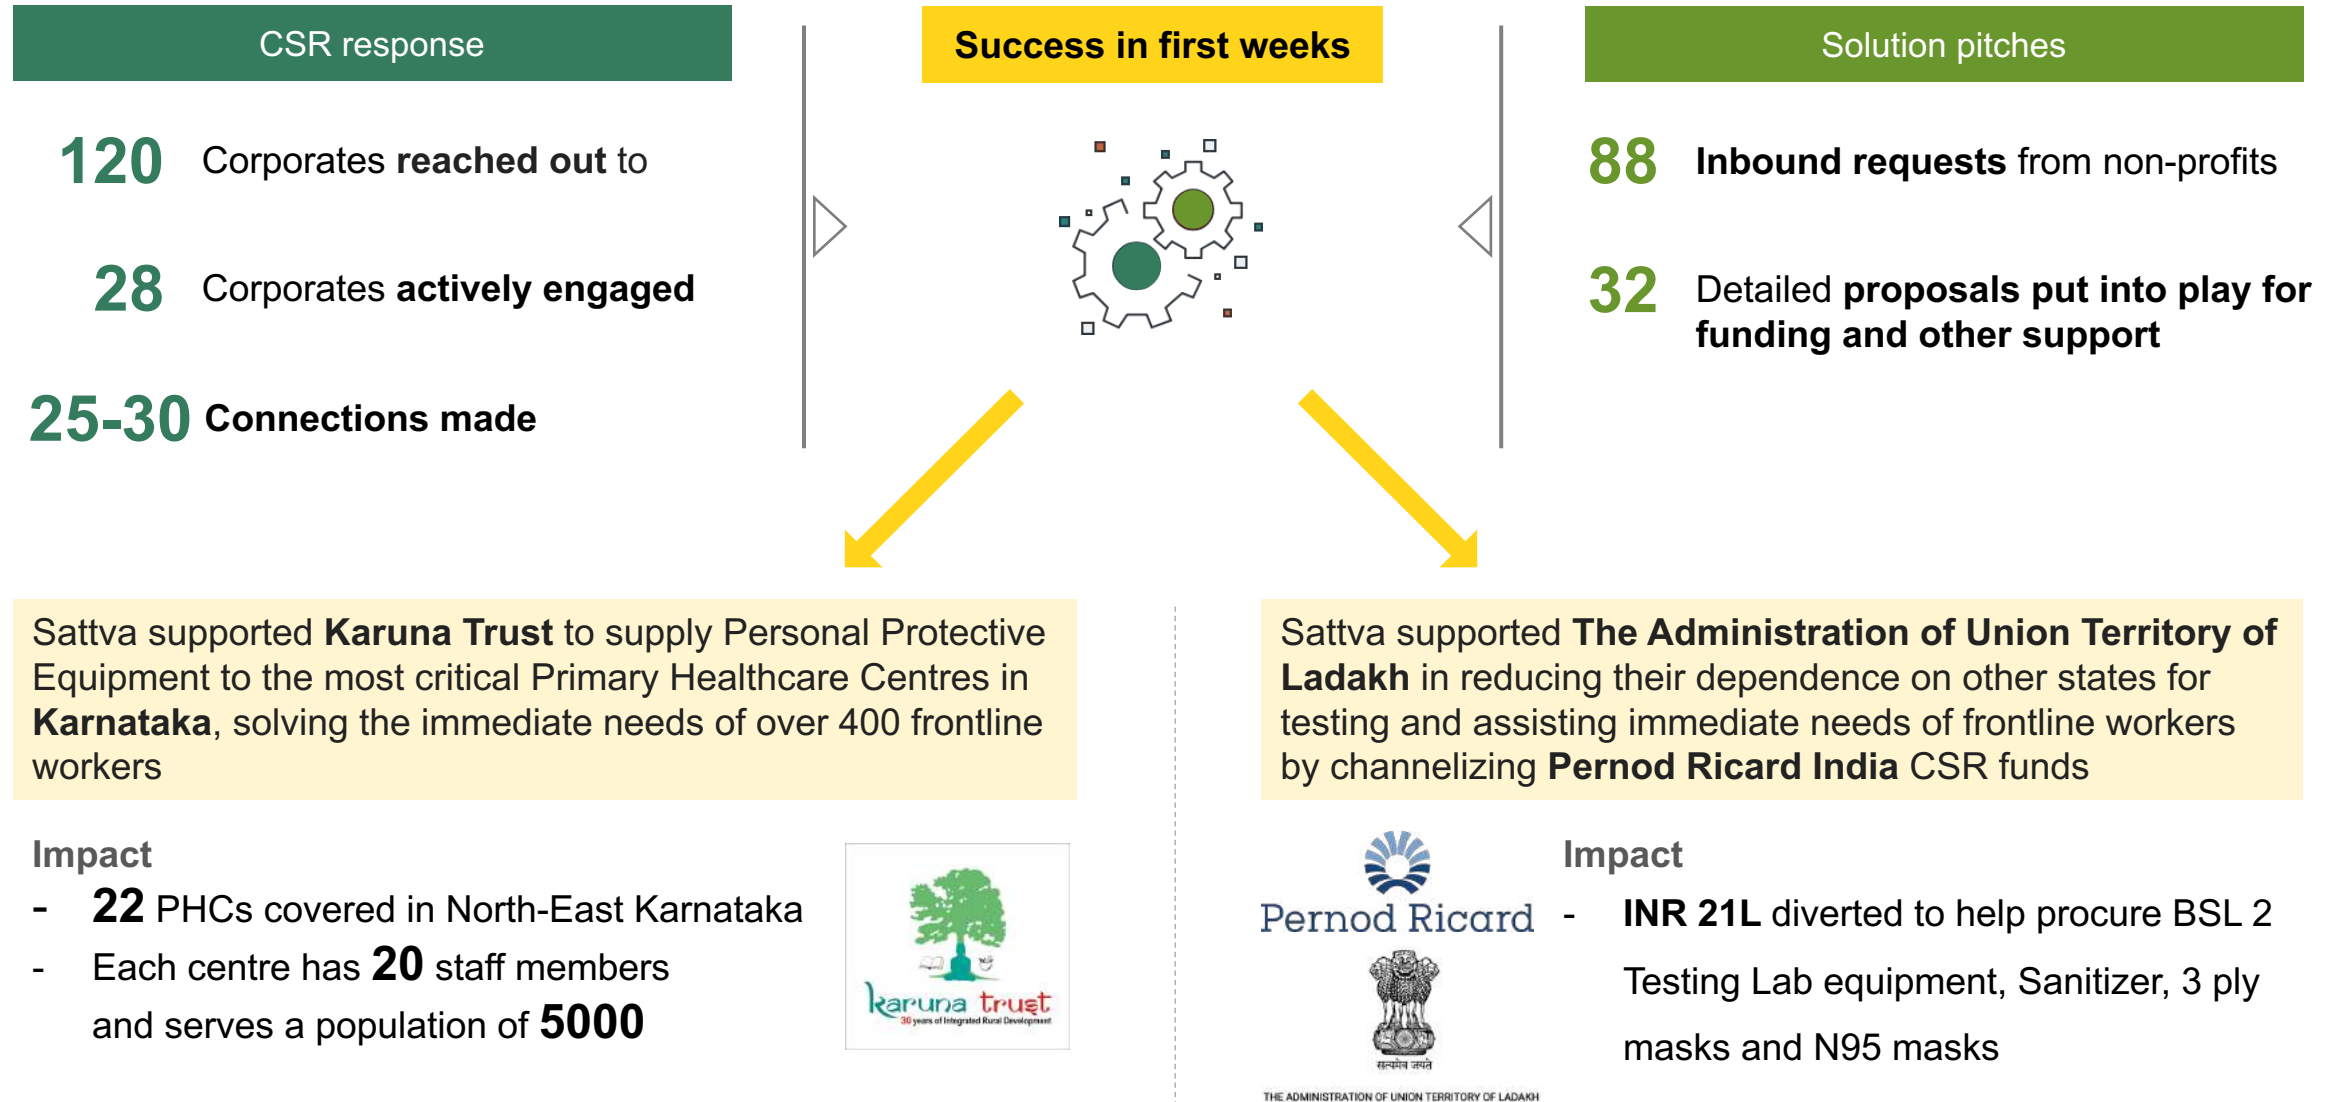 CSR response
120 Corporates reached out to
28 Corporates actively engaged
25-30 Connections made
Success in first weeks
Solution pitches
88 Inbound requests from non-profits
32 Detailed proposals put into play for
funding and other support
Sattva supported Karuna Trust to supply Personal Protective
Equipment to the most critical Primary Healthcare Centres in
Karnataka, solving the immediate needs of over 400 frontline
workers
Impact
- 22 PHCs covered in North-East Karnataka
- Each centre has 20 staff members
and serves a population of 5000
karuna trust
30 years of Integrated Rural Development
Sattva supported The Administration of Union Territory of
Ladakh in reducing their dependence on other states for
testing and assisting immediate needs of frontline workers
by channelizing Pernod Ricard India CSR funds
Pernod Ricard
सत्यमेव जयते
THE ADMINISTRATION OF UNION TERRITORY OF LADAKH
Impact
- INR 21L diverted to help procure BSL 2
Testing Lab equipment, Sanitizer, 3 ply
masks and N95 masks